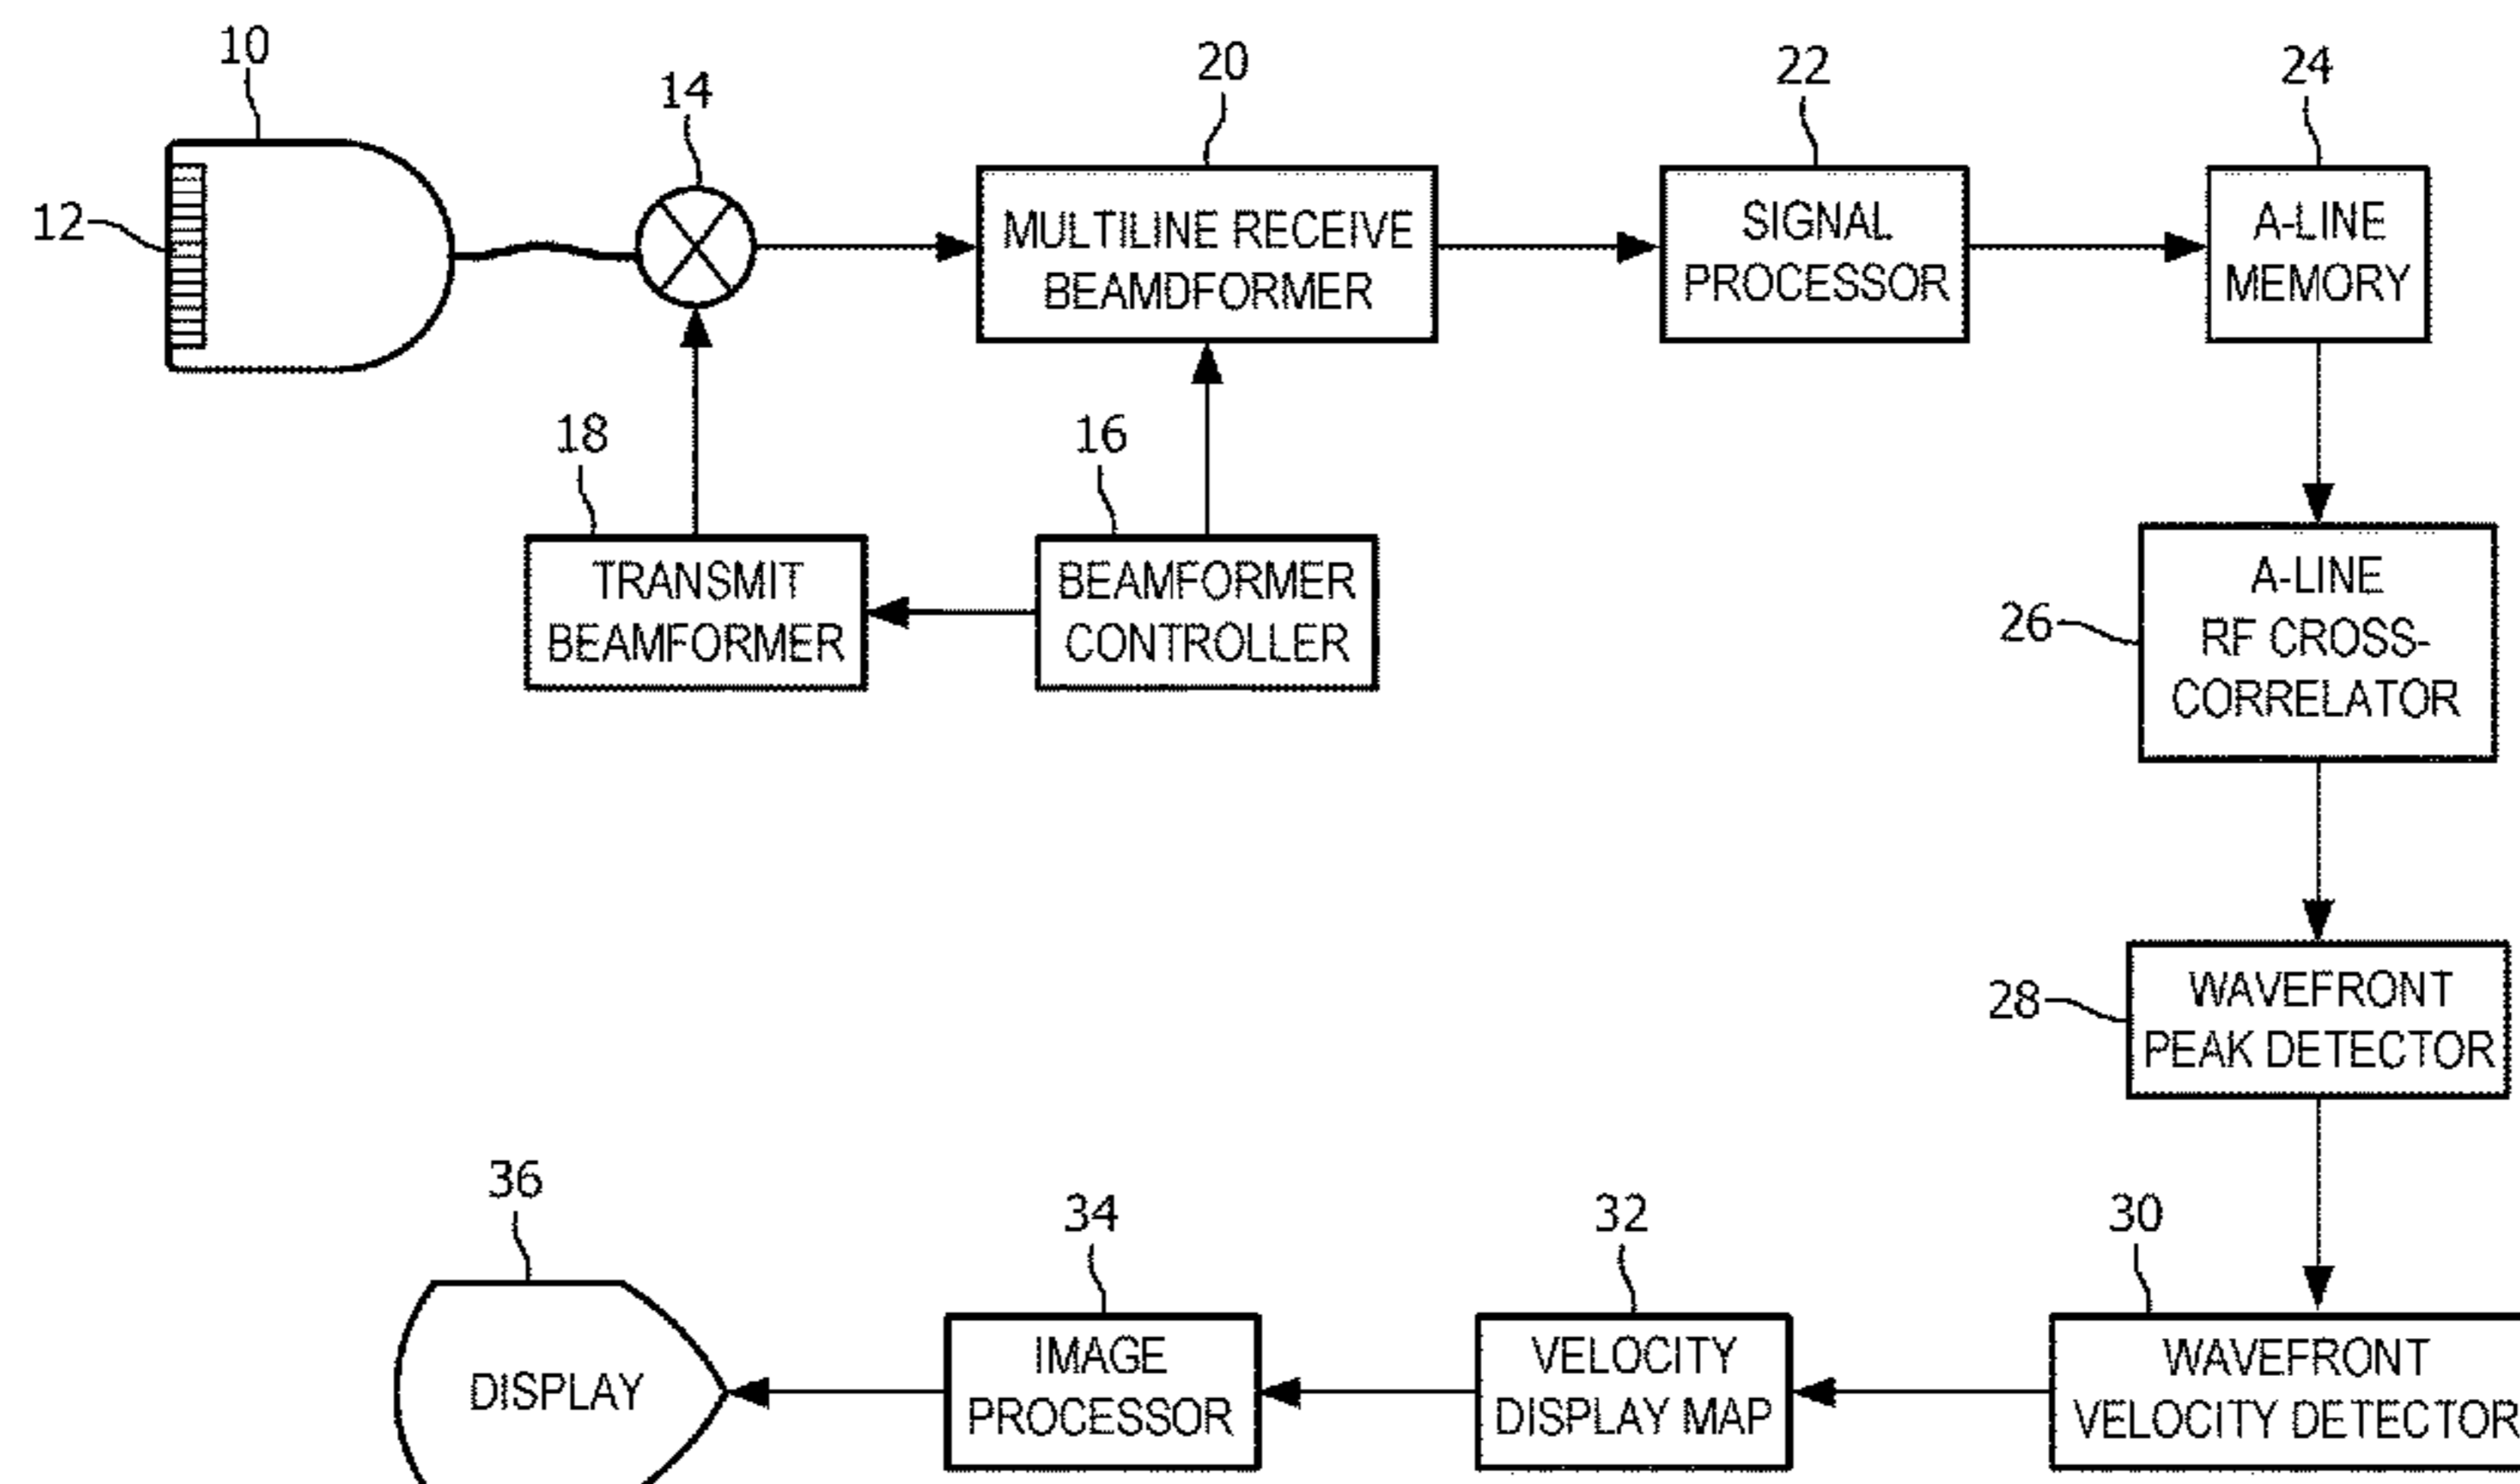 10
14
20
22
24
12
MULTILINE RECEIVE
BEAMDFORMER
SIGNAL
PROCESSOR
A-LINE
MEMORY
18
16
TRANSMIT
BEAMFORMER
BEAMFORMER
CONTROLLER
26
A-LINE
RF CROSS-
CORRELATOR
28
WAVEFRONT
PEAK DETECTOR
36
34
32
30
DISPLAY
IMAGE
PROCESSOR
VELOCITY
DISPLAY MAP
WAVEFRONT
VELOCITY DETECTOR